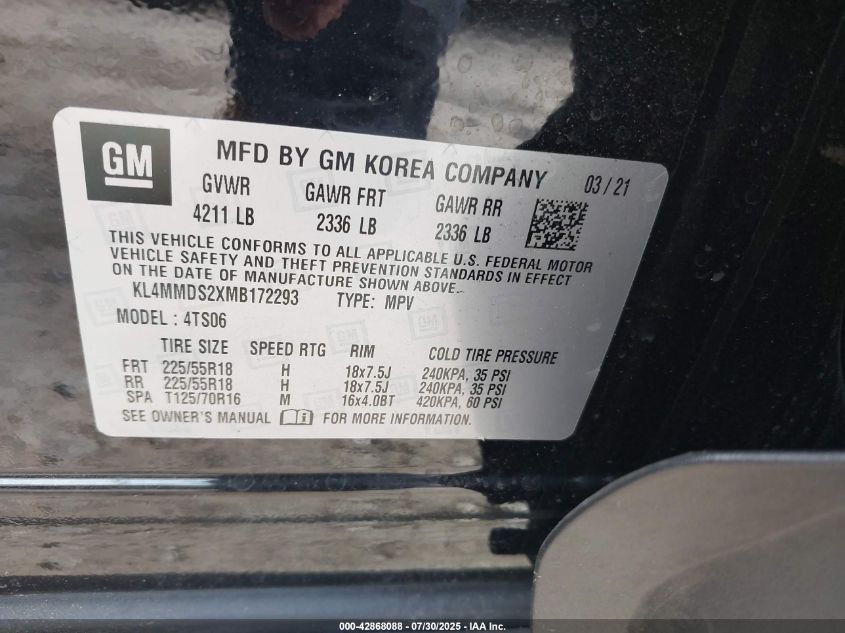 GM
MFD BY GM KOREA COMPANY 03 / 21
GVWR GAWR FRT GAWR RR
4211 LB 2336 LB 2336 LB
THIS VEHICLE CONFORMS TO ALL APPLICABLE U.S. FEDERAL MOTOR
VEHICLE SAFETY AND THEFT PREVENTION STANDARDS IN EFFECT
ON THE DATE OF MANUFACTURE SHOWN ABOVE.
KL4MMDS2XMB172293 TYPE: MPV
MODEL : 4TS06
TIRE SIZE SPEED RTG RIM COLD TIRE PRESSURE
FRT 225/55R18 H 18x7.5J 240KPA, 35 PSI
RR 225/55R18 H 18x7.5J 240KPA, 35 PSI
SPA T125/70R16 M 16x4.0BT 420KPA, 60 PSI
SEE OWNER'S MANUAL FOR MORE INFORMATION.
000-42868088 - 07/30/2025 - IAA Inc.